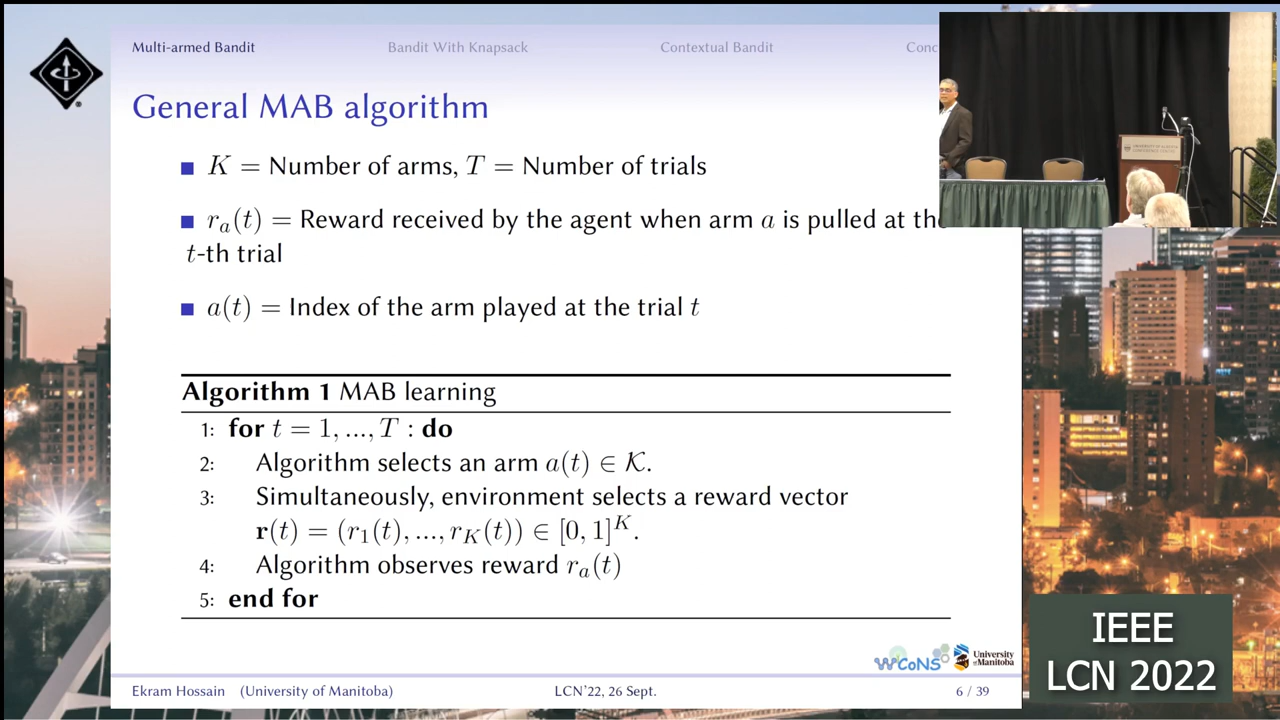 Multi-armed Bandit Bandit With Knapsack Contextual Bandit Conc
General MAB algorithm
K = Number of arms, T = Number of trials
r_a(t) = Reward received by the agent when arm a is pulled at the
t-th trial
a(t) = Index of the arm played at the trial t
Algorithm 1 MAB learning
1: for t = 1, ..., T : do
2: Algorithm selects an arm a(t) ∈ 𝒦.
3: Simultaneously, environment selects a reward vector
r(t) = (r_1(t), ..., r_K(t)) ∈ [0, 1]^K.
4: Algorithm observes reward r_a(t)
5: end for
WCoNS University of Manitoba
Ekram Hossain (University of Manitoba) LCN'22, 26 Sept. 6 / 39
IEEE
LCN 2022